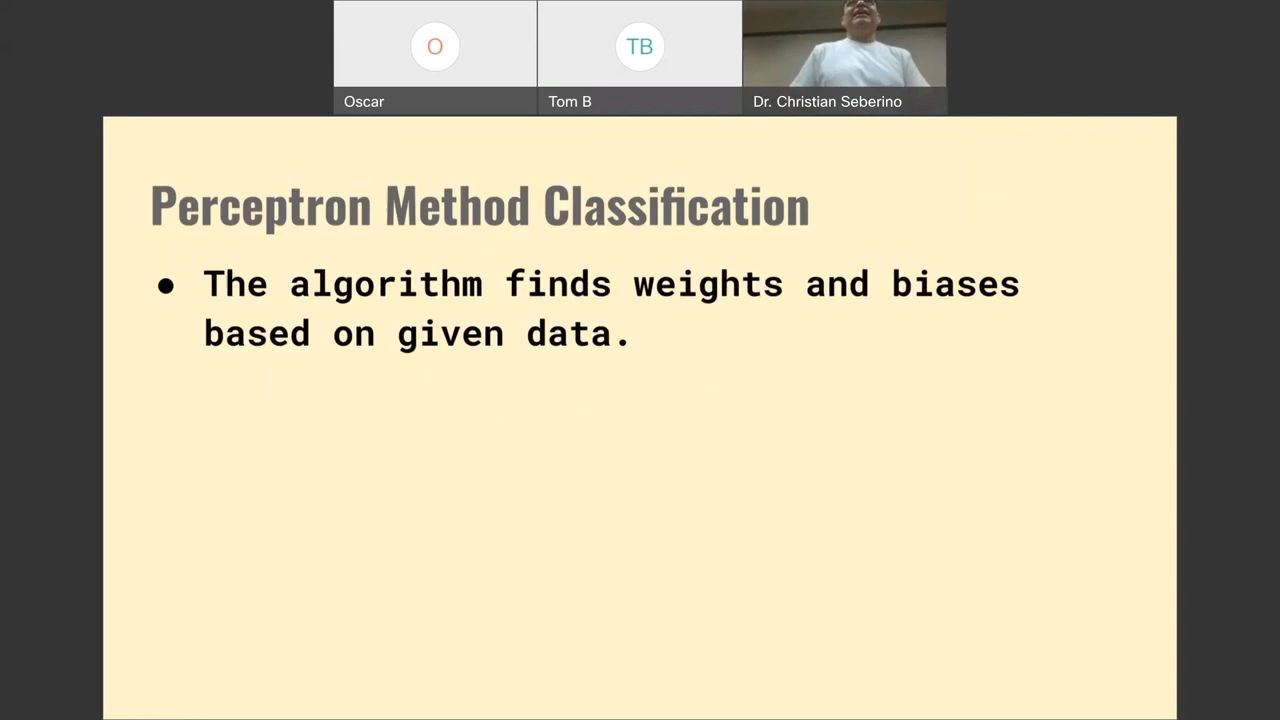 O
TB
Oscar
Tom B
Dr. Christian Seberino
Perceptron Method Classification
● The algorithm finds weights and biases
based on given data.